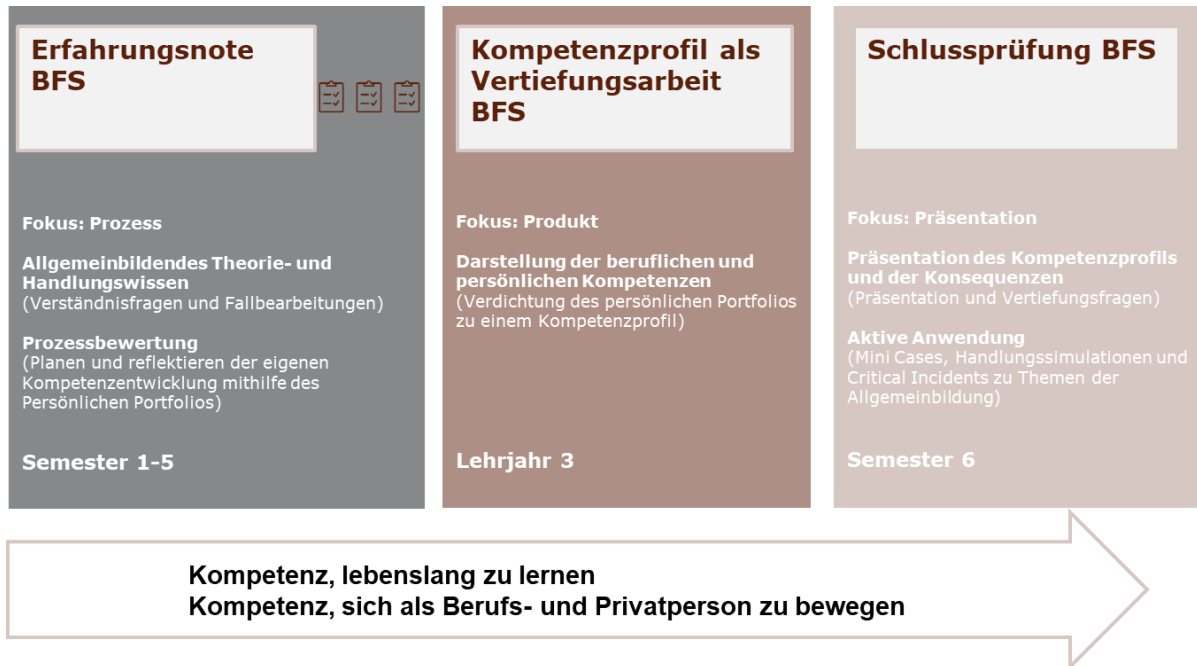 Erfahrungsnote
BFS
Fokus: Prozess
Allgemeinbildendes Theorie- und
Handlungswissen
(Verständnisfragen und Fallbearbeitungen)
Prozessbewertung
(Planen und reflektieren der eigenen
Kompetenzentwicklung mithilfe des
Persönlichen Portfolios)
Semester 1-5
Kompetenzprofil als
Vertiefungsarbeit
BFS
Fokus: Produkt
Darstellung der beruflichen und
persönlichen Kompetenzen
(Verdichtung des persönlichen Portfolios
zu einem Kompetenzprofil)
Lehrjahr 3
Schlussprüfung BFS
Fokus: Präsentation
Präsentation des Kompetenzprofils
und der Konsequenzen
(Präsentation und Vertiefungsfragen)
Aktive Anwendung
(Mini Cases, Handlungssimulationen und
Critical Incidents zu Themen der
Allgemeinbildung)
Semester 6
Kompetenz, lebenslang zu lernen
Kompetenz, sich als Berufs- und Privatperson zu bewegen